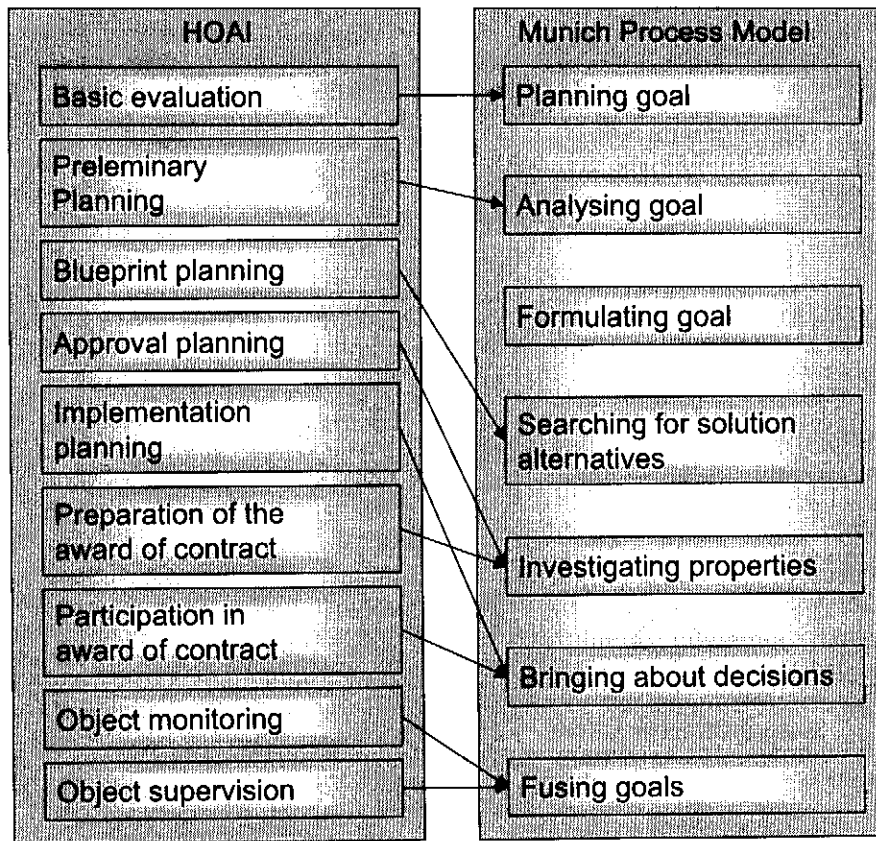 HOAI
Basic evaluation
Preleminary
Planning
Blueprint planning
Approval planning
Implementation
planning
Preparation of the
award of contract
Participation in
award of contract
Object monitoring
Object supervision
Munich Process Model
Planning goal
Analysing goal
Formulating goal
Searching for solution
alternatives
Investigating properties
Bringing about decisions
Fusing goals